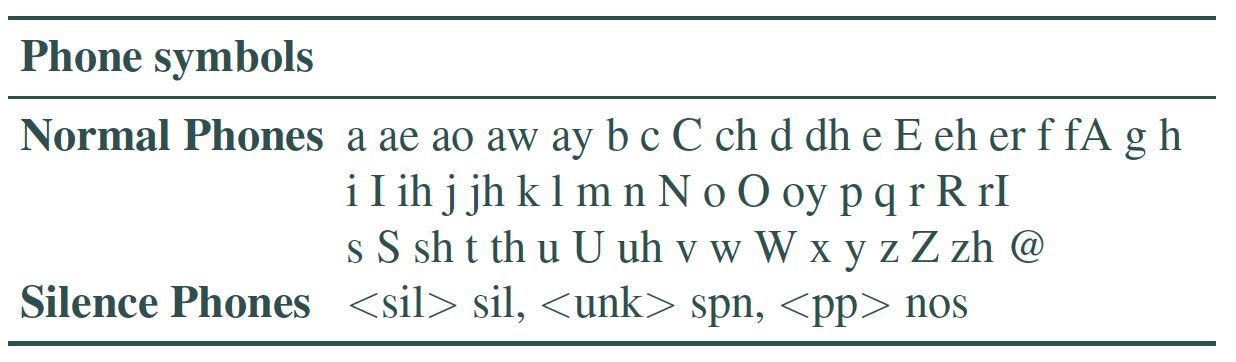 Phone symbols
Normal Phones a ae ao aw ay b c C ch d dh e E eh er f fA g h
i I ih j jh k l m n N o O oy p q r R rI
s S sh t th u U uh v w W x y z Z zh @
Silence Phones <sil> sil, <unk> spn, <pp> nos